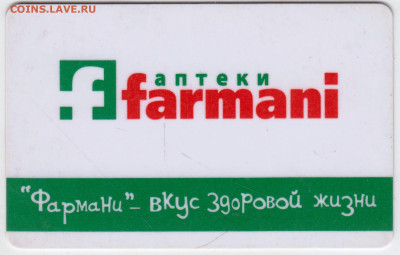 COINS.LAVE.RU
аптеки
farmani
"Фармани" – вкус здоровой жизни